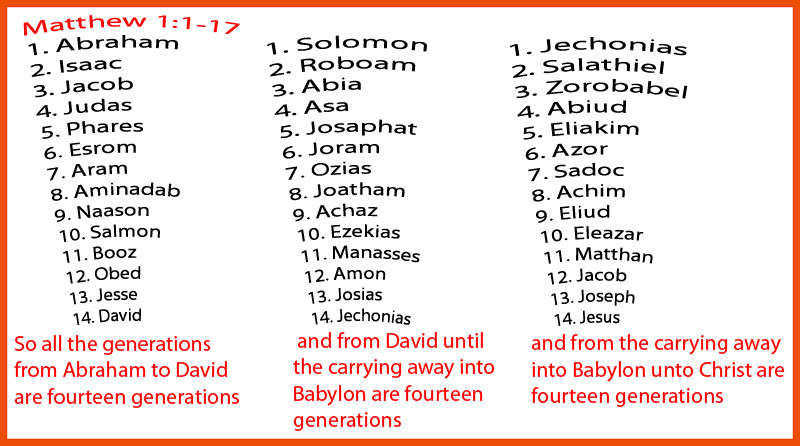 Matthew 1:1-17
1. Abraham
2. Isaac
3. Jacob
4. Judas
5. Phares
6. Esrom
7. Aram
8. Aminadab
9. Naason
10. Salmon
11. Booz
12. Obed
13. Jesse
14. David
So all the generations
from Abraham to David
are fourteen generations
1. Solomon
2. Roboam
3. Abia
4. Asa
5. Josaphat
6. Joram
7. Ozias
8. Joatham
9. Achaz
10. Ezekias
11. Manasses
12. Amon
13. Josias
14. Jechonias
and from David until
the carrying away into
Babylon are fourteen
generations
1. Jechonias
2. Salathiel
3. Zorobabel
4. Abiud
5. Eliakim
6. Azor
7. Sadoc
8. Achim
9. Eliud
10. Eleazar
11. Matthan
12. Jacob
13. Joseph
14. Jesus
and from the carrying away
into Babylon unto Christ are
fourteen generations